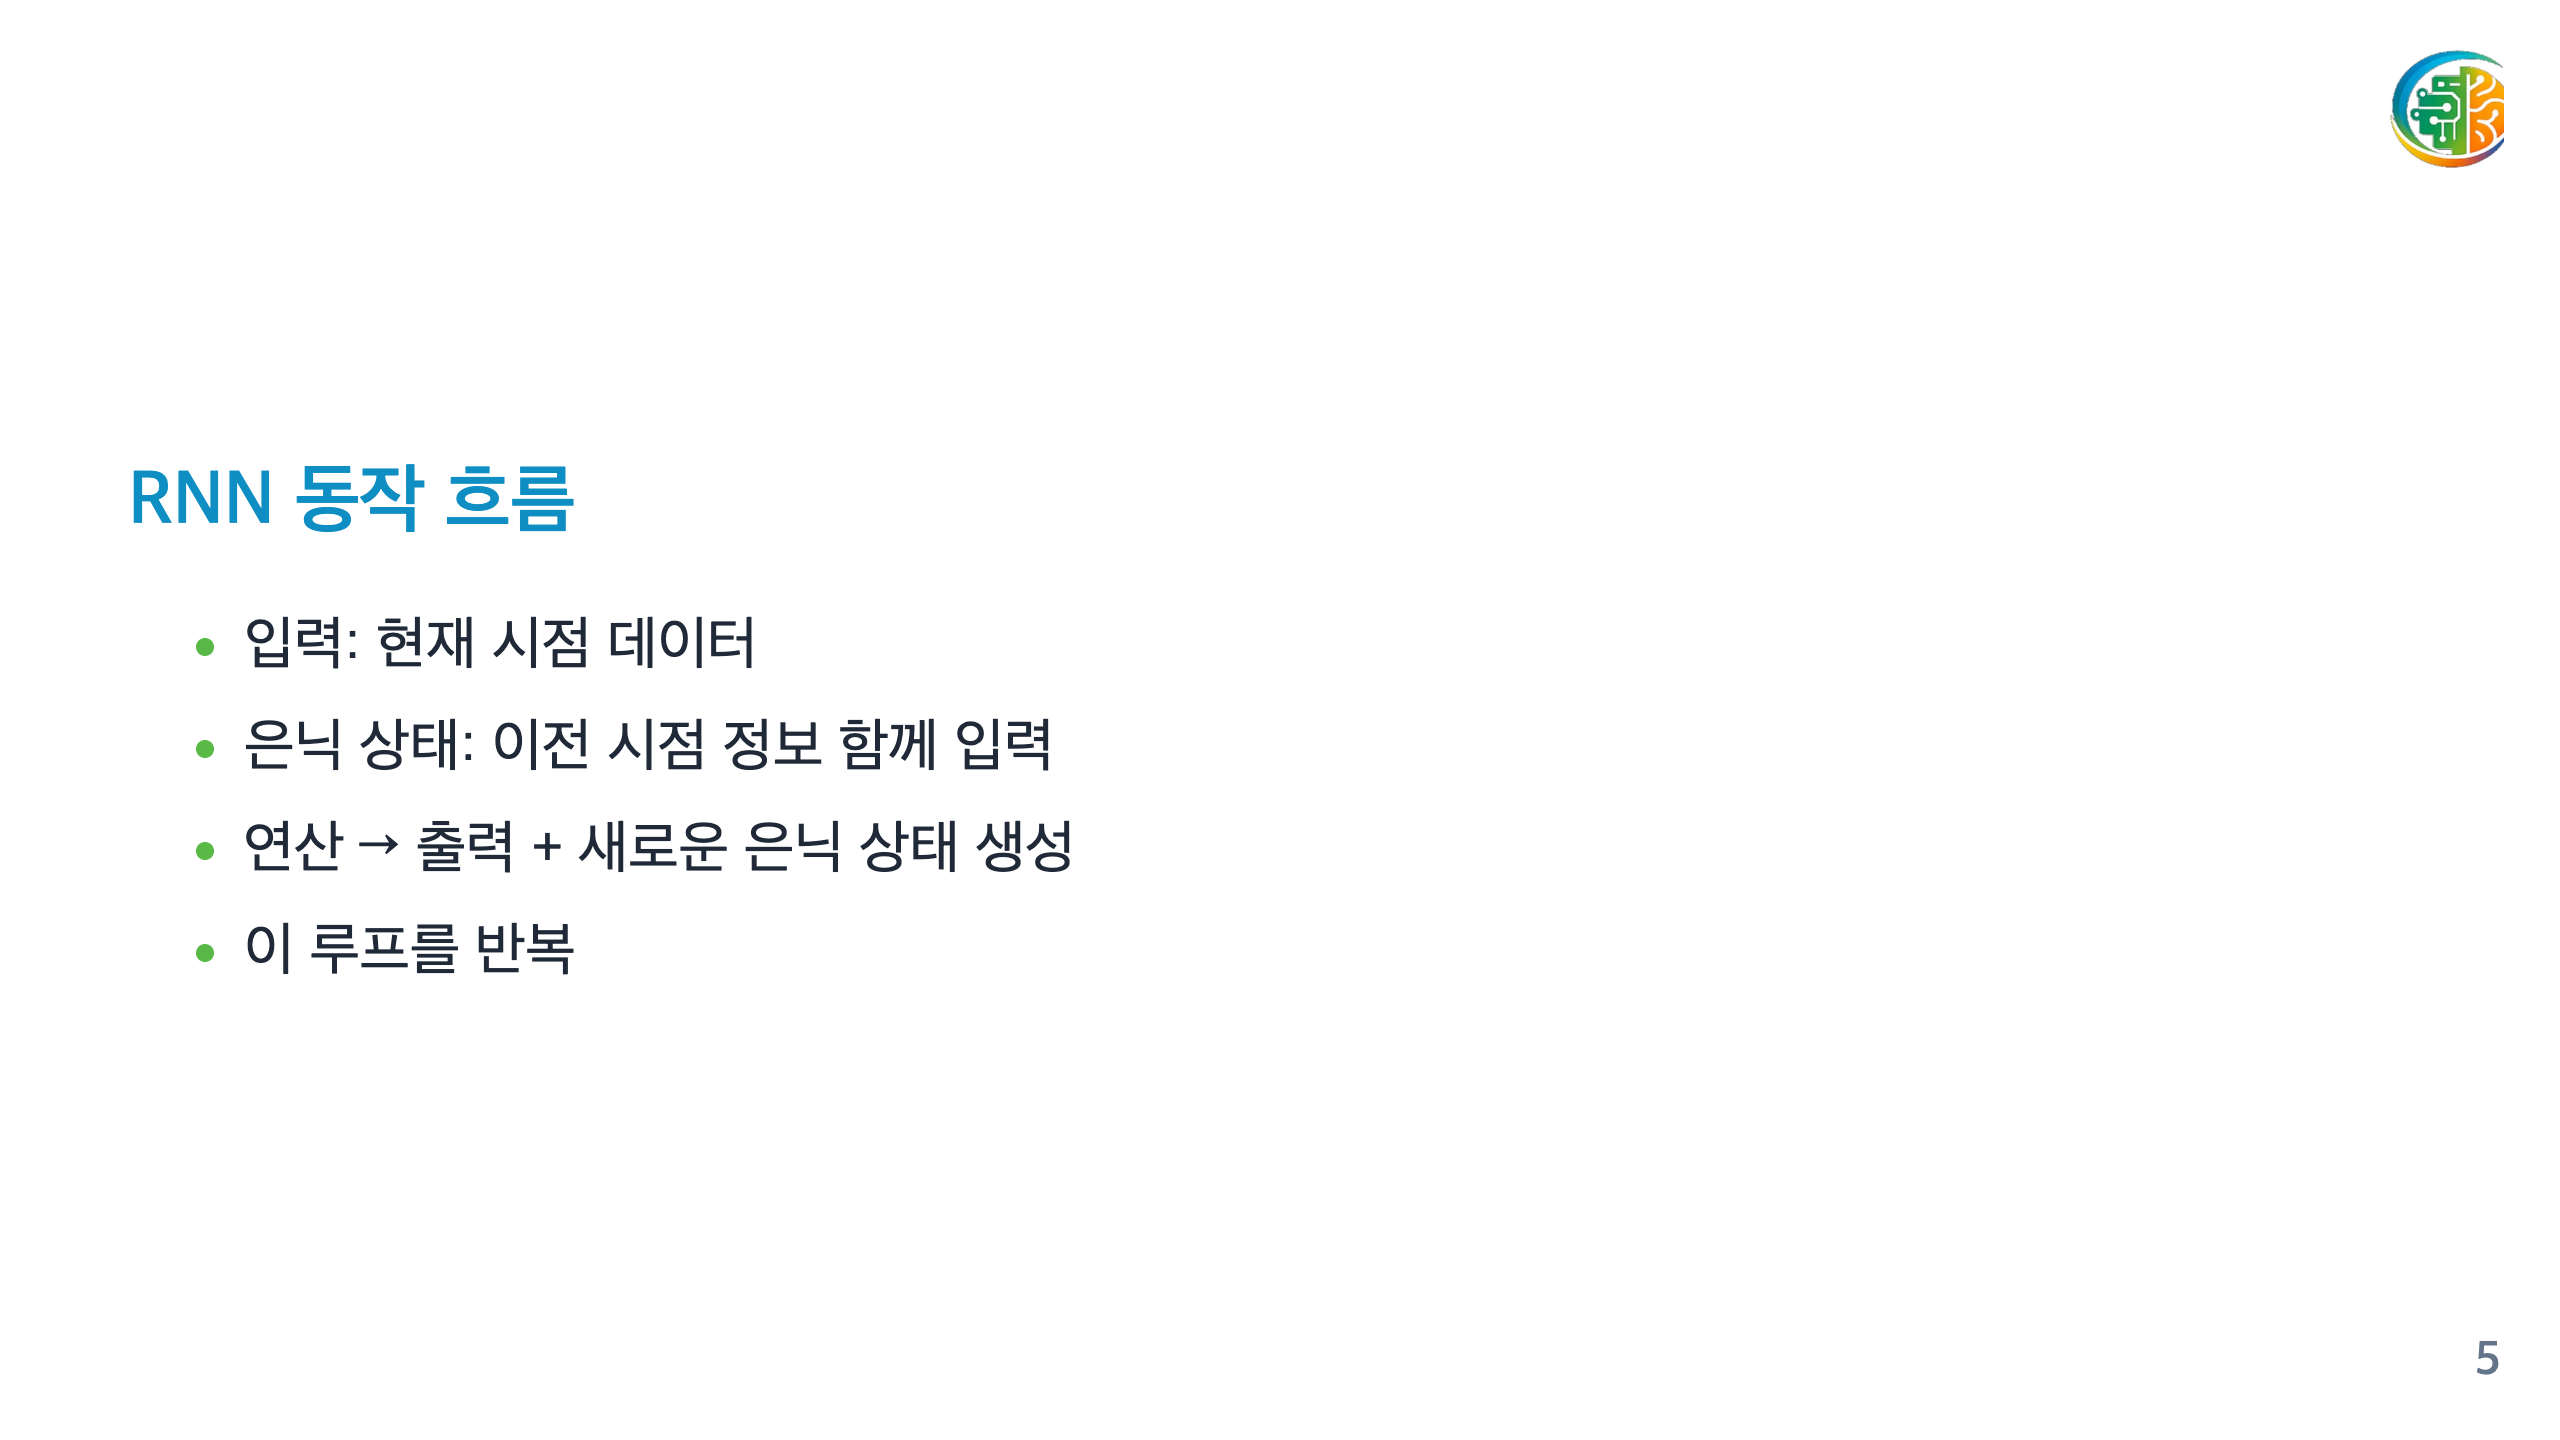 RNN 동작 흐름
• 입력: 현재 시점 데이터
• 은닉 상태: 이전 시점 정보 함께 입력
• 연산 → 출력 + 새로운 은닉 상태 생성
• 이 루프를 반복
5